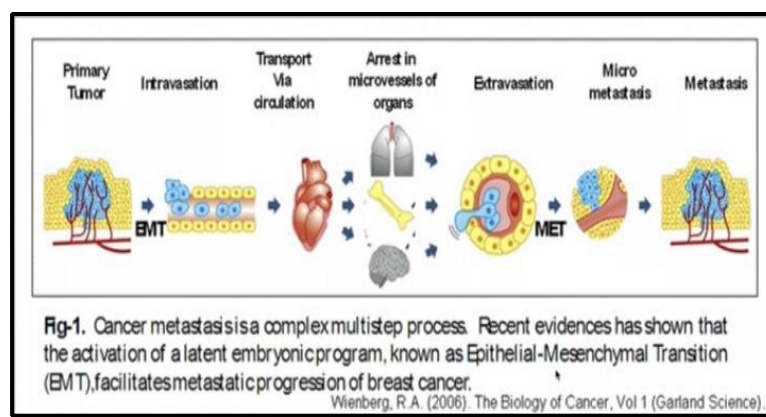 Primary
Tumor
Intravasation
Transport
Via
circulation
Arrest in
microvessels of
organs
Extravasation
Micro
metastasis
Metastasis
EMT
MET
Fig-1. Cancer metastasis is a complex multistep process. Recent evidences has shown that
the activation of a latent embryonic program, known as Epithelial-Mesenchymal Transition
(EMT),facilitates metastatic progression of breast cancer.
Wienberg, R.A. (2006). The Biology of Cancer, Vol 1 (Garland Science).